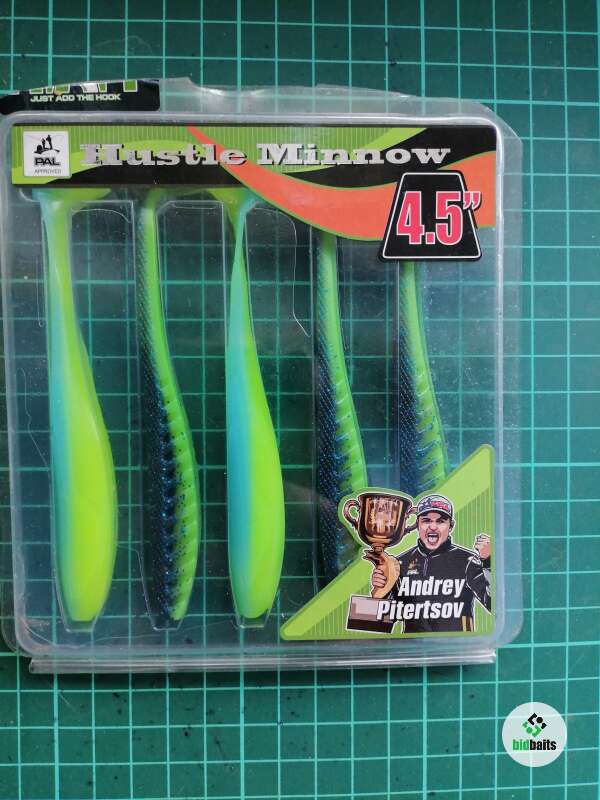 JUST ADD THE HOOK
PAL
APPROVED
Hustle Minnow
4.5"
Andrey
Pitertsov
bidbaits